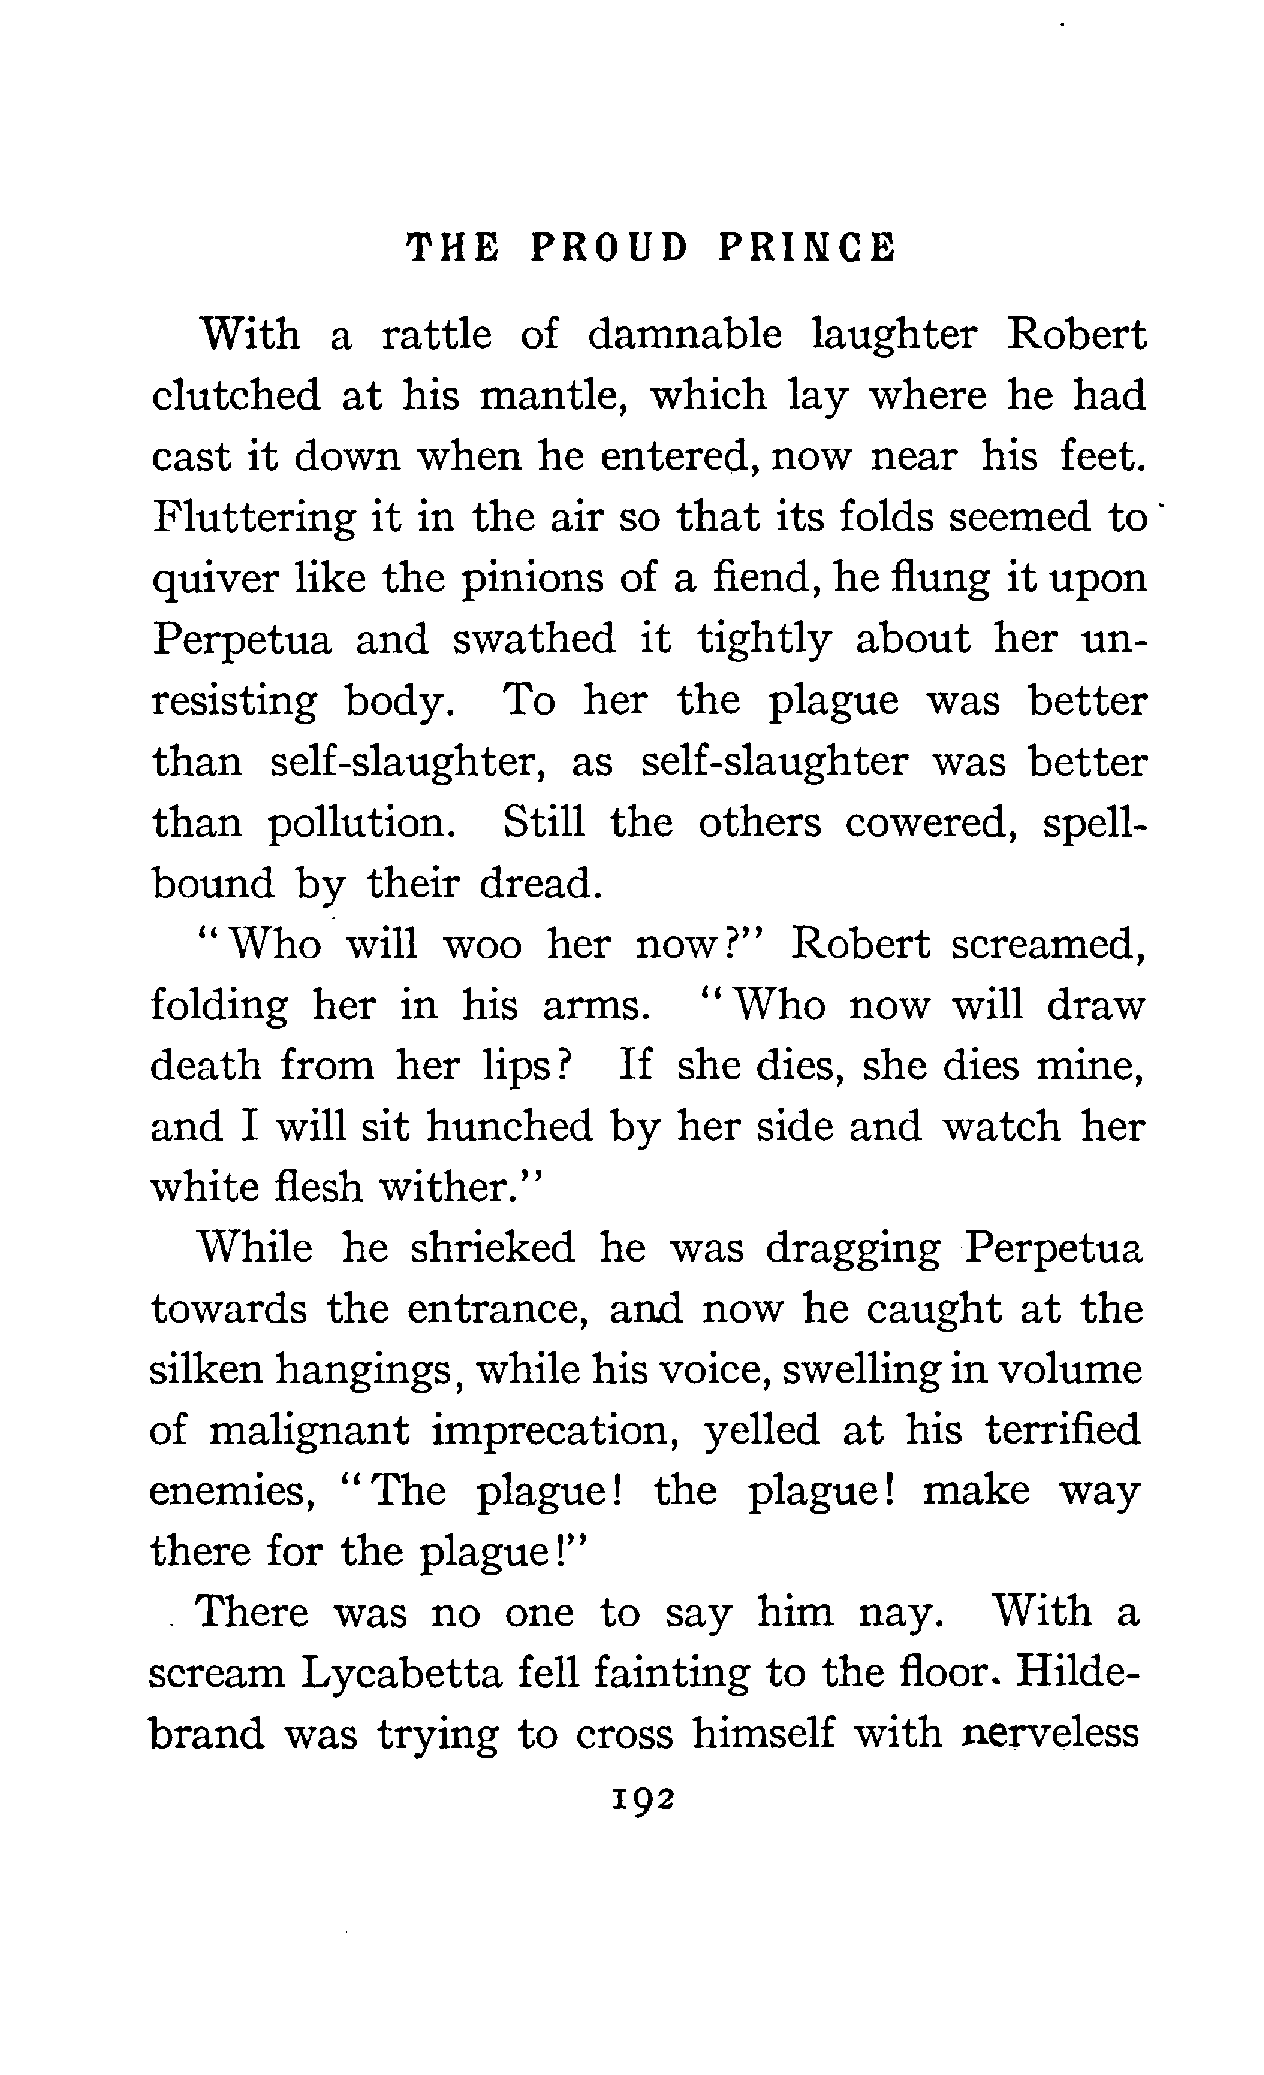 THE PROUD PRINCE
With a rattle of damnable laughter Robert
clutched at his mantle, which lay where he had
cast it down when he entered, now near his feet.
Fluttering it in the air so that its folds seemed to
quiver like the pinions of a fiend, he flung it upon
Perpetua and swathed it tightly about her un-
resisting body. To her the plague was better
than self-slaughter, as self-slaughter was better
than pollution. Still the others cowered, spell-
bound by their dread.
"Who will woo her now?" Robert screamed,
folding her in his arms. "Who now will draw
death from her lips? If she dies, she dies mine,
and I will sit hunched by her side and watch her
white flesh wither."
While he shrieked he was dragging Perpetua
towards the entrance, and now he caught at the
silken hangings, while his voice, swelling in volume
of malignant imprecation, yelled at his terrified
enemies, "The plague! the plague! make way
there for the plague!"
There was no one to say him nay. With a
scream Lycabetta fell fainting to the floor. Hilde-
brand was trying to cross himself with nerveless
192